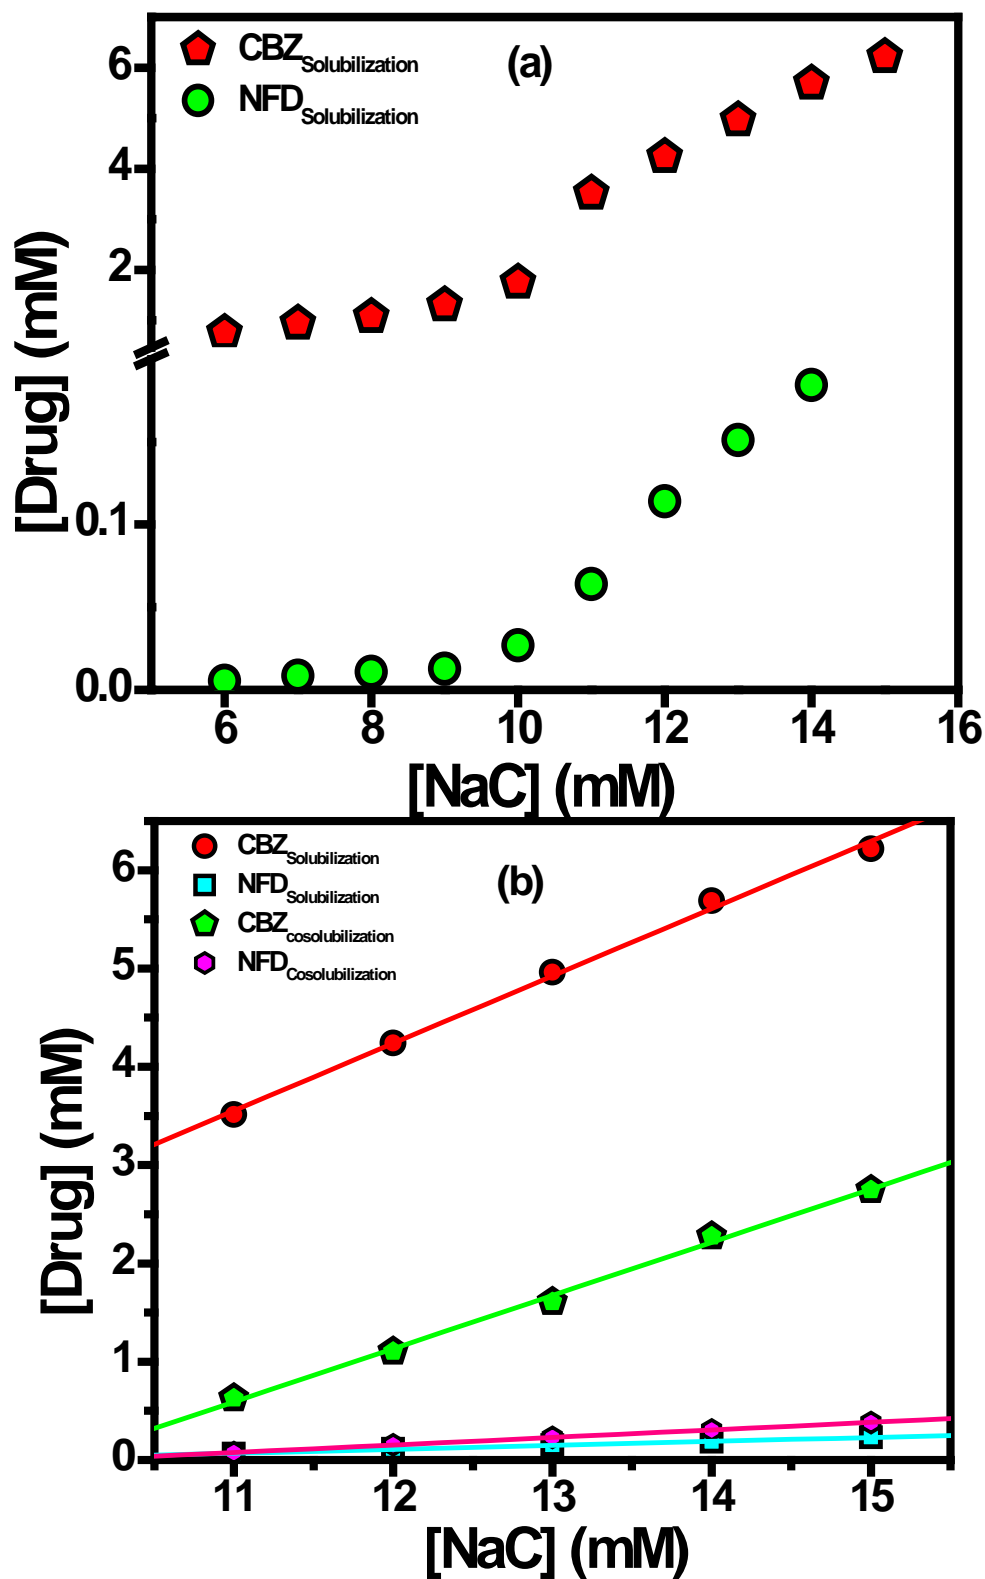 CBZSolubilization
NFDSolubilization
(a)
6
4
2
0.1
0.0
[Drug] (mM)
6 8 10 12 14 16
[NaC] (mM)
CBZSolubilization
NFDSolubilization
CBZcosolubilization
NFDCosolubilization
(b)
6
5
4
3
2
1
0
[Drug] (mM)
11 12 13 14 15
[NaC] (mM)